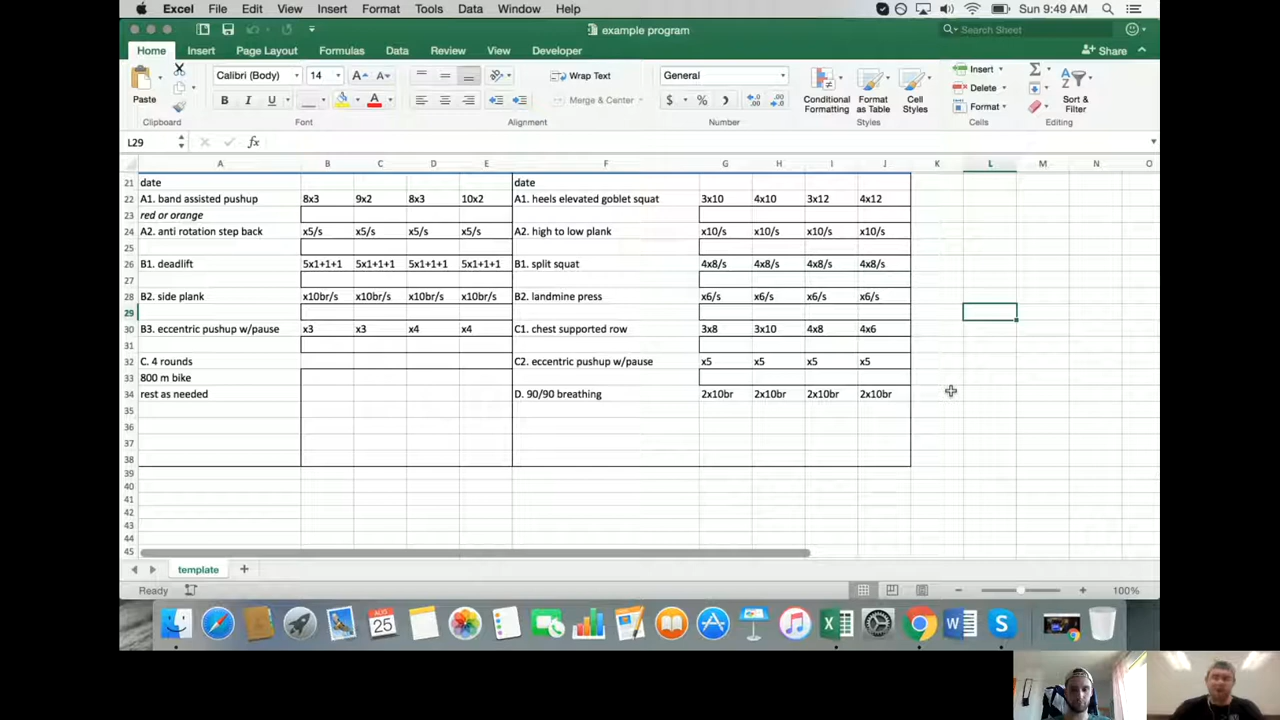 Excel File Edit View Insert Format Tools Data Window Help Sun 9:49 AM
example program
Search Sheet
Home Insert Page Layout Formulas Data Review View Developer
Share
Paste
Calibri (Body) 14 A A
B I U A
Wrap Text
Merge & Center
General
$ % )
Conditional Formatting
Format as Table
Cell Styles
Insert
Delete
Format
Sort & Filter
Clipboard Font Alignment Number Styles Cells Editing
L29 fx
A B C D E F G H I J K L M N O
21 date date
22 A1. band assisted pushup 8x3 9x2 8x3 10x2 A1. heels elevated goblet squat 3x10 4x10 3x12 4x12
23 red or orange
24 A2. anti rotation step back x5/s x5/s x5/s x5/s A2. high to low plank x10/s x10/s x10/s x10/s
25
26 B1. deadlift 5x1+1+1 5x1+1+1 5x1+1+1 5x1+1+1 B1. split squat 4x8/s 4x8/s 4x8/s 4x8/s
27
28 B2. side plank x10br/s x10br/s x10br/s x10br/s B2. landmine press x6/s x6/s x6/s x6/s
29
30 B3. eccentric pushup w/pause x3 x3 x4 x4 C1. chest supported row 3x8 3x10 4x8 4x6
31
32 C. 4 rounds C2. eccentric pushup w/pause x5 x5 x5 x5
33 800 m bike
34 rest as needed D. 90/90 breathing 2x10br 2x10br 2x10br 2x10br
35
36
37
38
39
40
41
42
43
44
45
template
Ready 100%
AUG
25